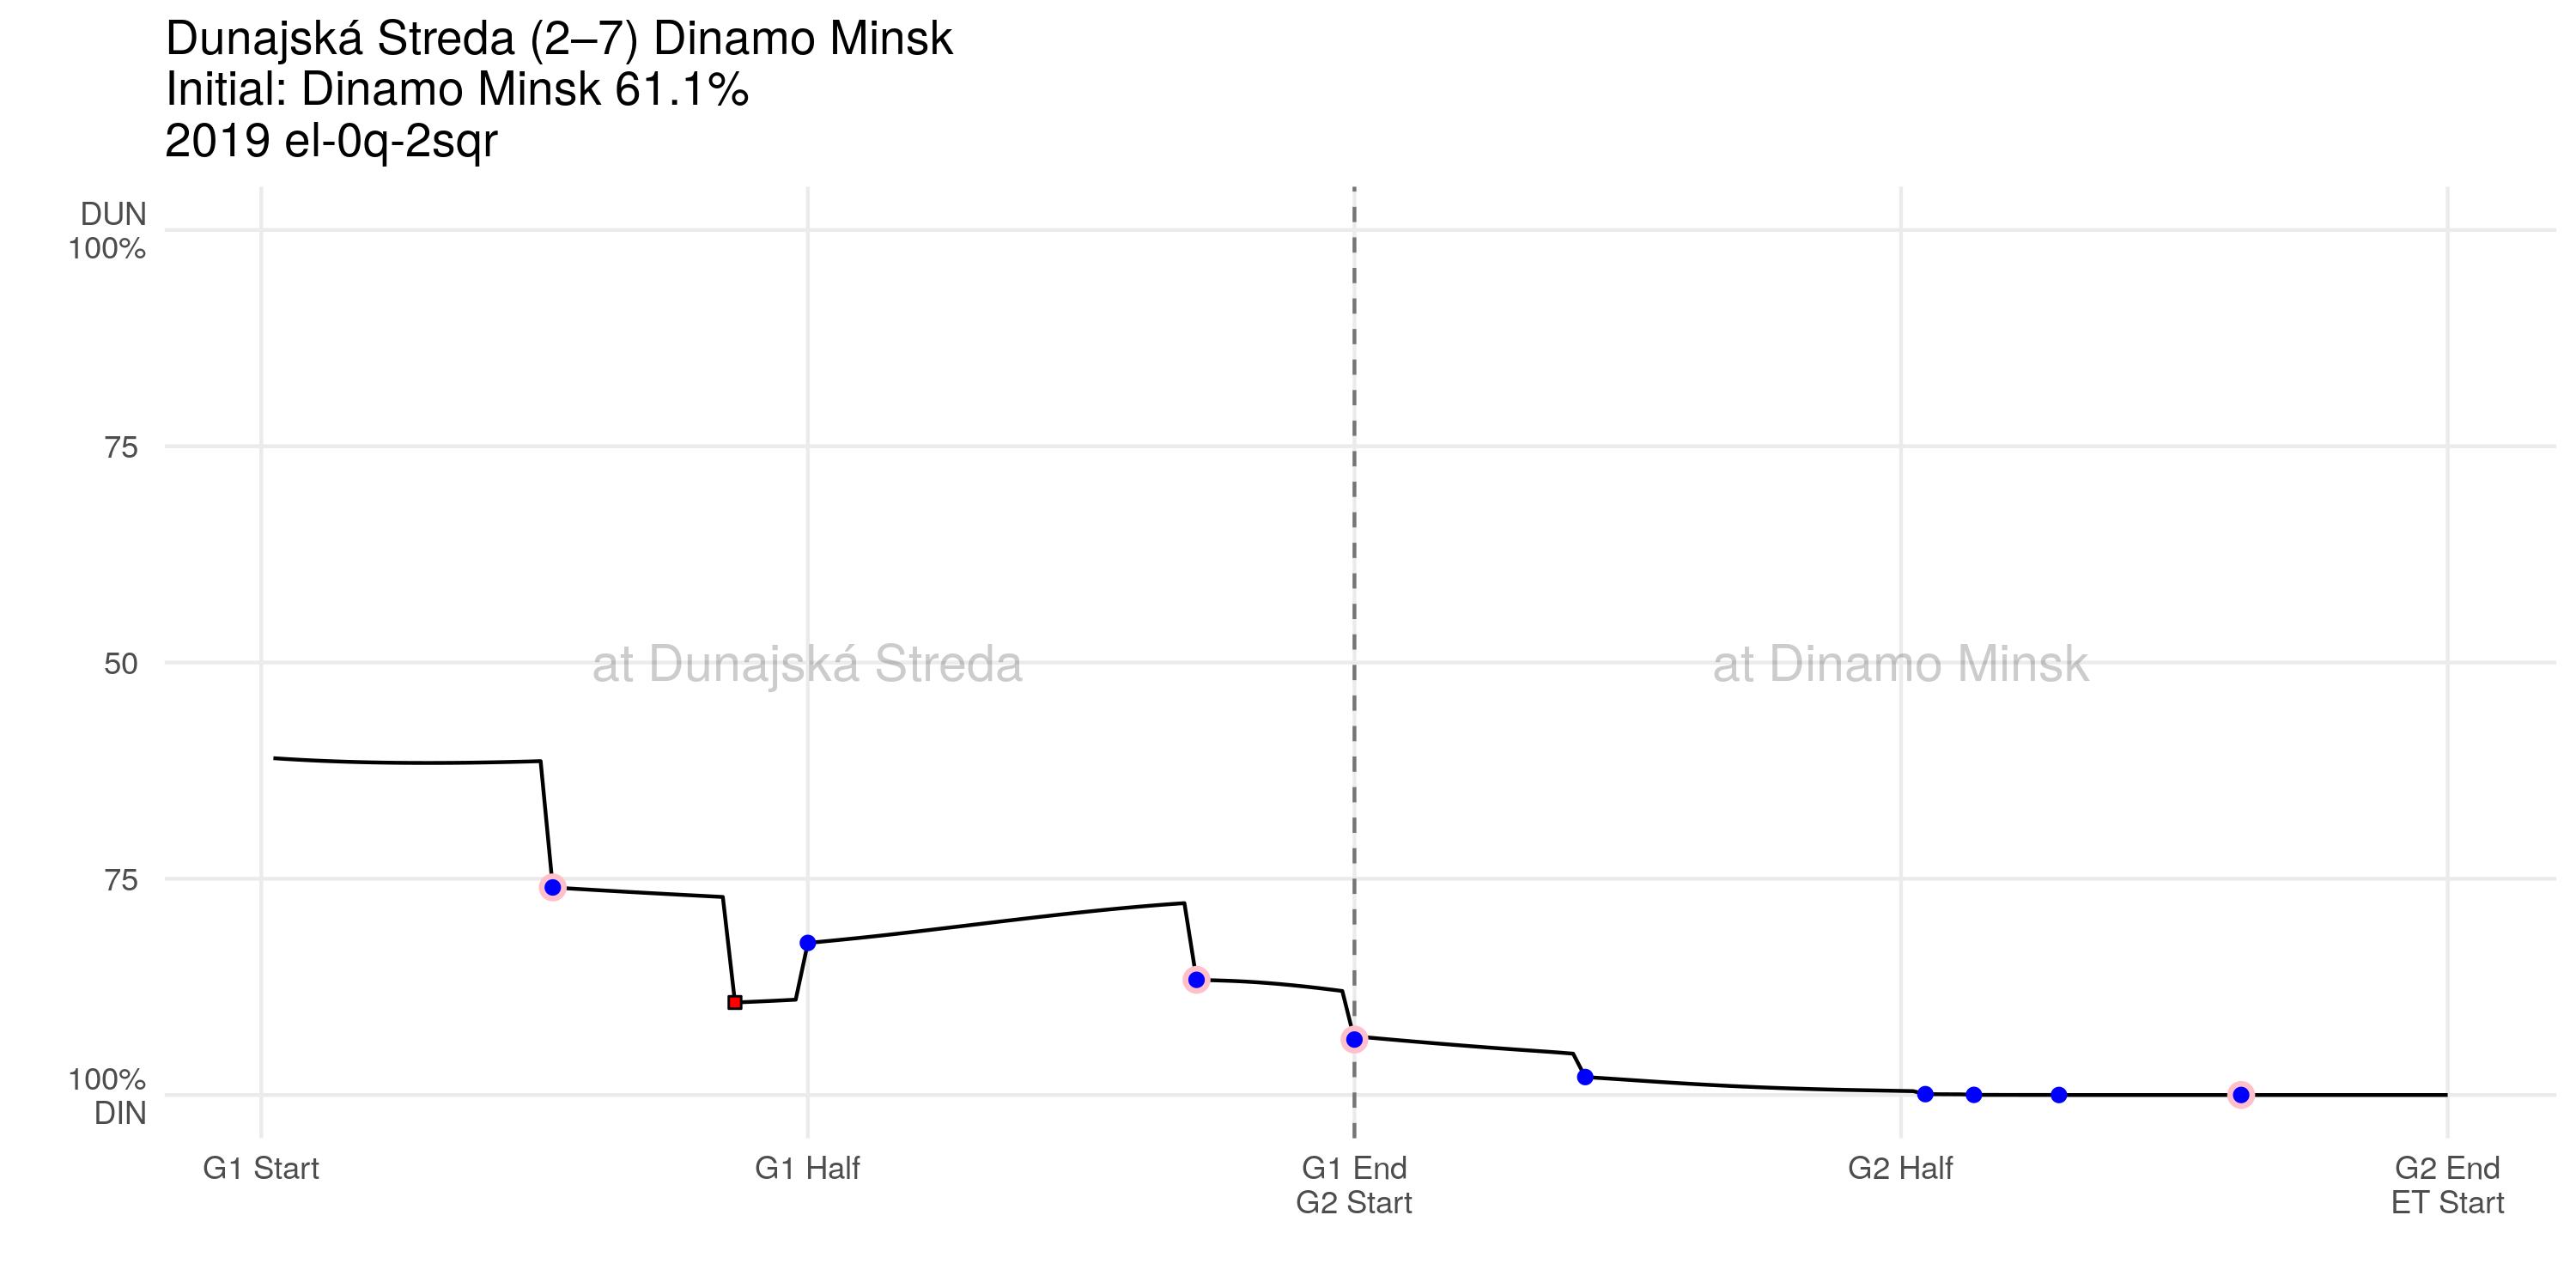 Dunajská Streda (2–7) Dinamo Minsk
Initial: Dinamo Minsk 61.1%
2019 el-0q-2sqr
DUN
100%
75
50
75
100%
DIN
at Dunajská Streda
at Dinamo Minsk
G1 Start
G1 Half
G1 End
G2 Start
G2 Half
G2 End
ET Start